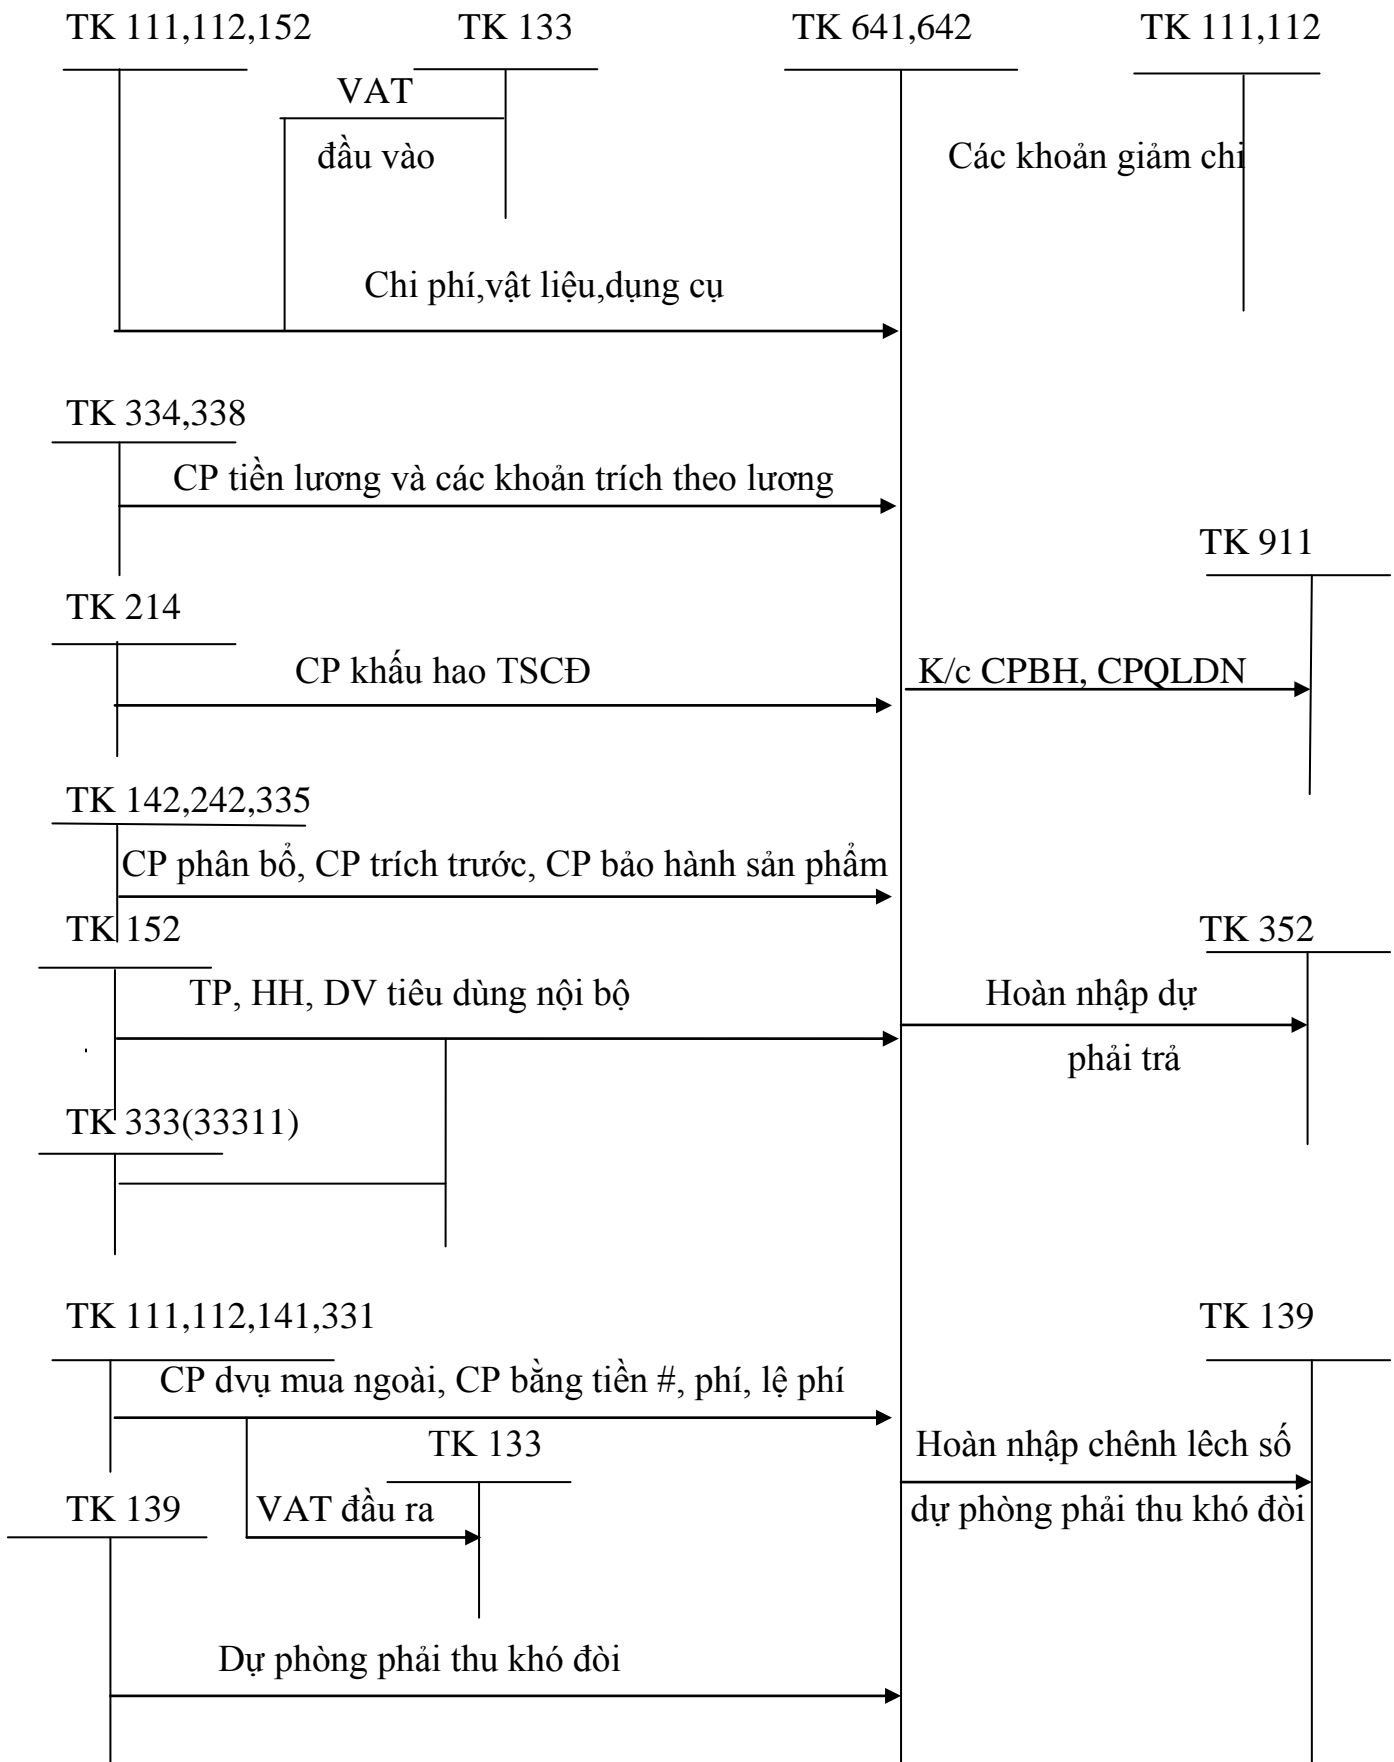 TK 111,112,152
TK 133
TK 641,642
TK 111,112
VAT
đầu vào
Các khoản giảm chi
Chi phí,vật liệu,dụng cụ
TK 334,338
CP tiền lương và các khoản trích theo lương
TK 911
TK 214
CP khấu hao TSCĐ
K/c CPBH, CPQLDN
TK 142,242,335
CP phân bổ, CP trích trước, CP bảo hành sản phẩm
TK 152
TK 352
TP, HH, DV tiêu dùng nội bộ
Hoàn nhập dự
phải trả
TK 333(33311)
TK 111,112,141,331
TK 139
CP dvụ mua ngoài, CP bằng tiền #, phí, lệ phí
TK 133
Hoàn nhập chênh lêch số
TK 139
VAT đầu ra
dự phòng phải thu khó đòi
Dự phòng phải thu khó đòi